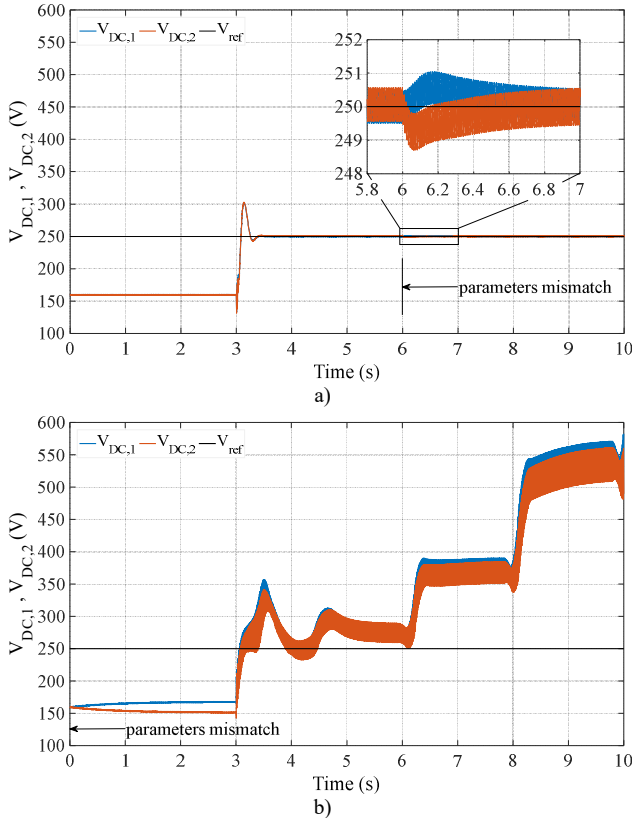 a)
V_DC,1 V_DC,2 V_ref
600
550
500
450
400
350
300
250
200
150
100
V_DC,1 , V_DC,2 (V)
252
251
250
249
248
5.8 6 6.2 6.4 6.6 6.8 7
parameters mismatch
0 1 2 3 4 5 6 7 8 9 10
Time (s)
a)
V_DC,1 V_DC,2 V_ref
600
550
500
450
400
350
300
250
200
150
100
V_DC,1 , V_DC,2 (V)
parameters mismatch
0 1 2 3 4 5 6 7 8 9 10
Time (s)
b)